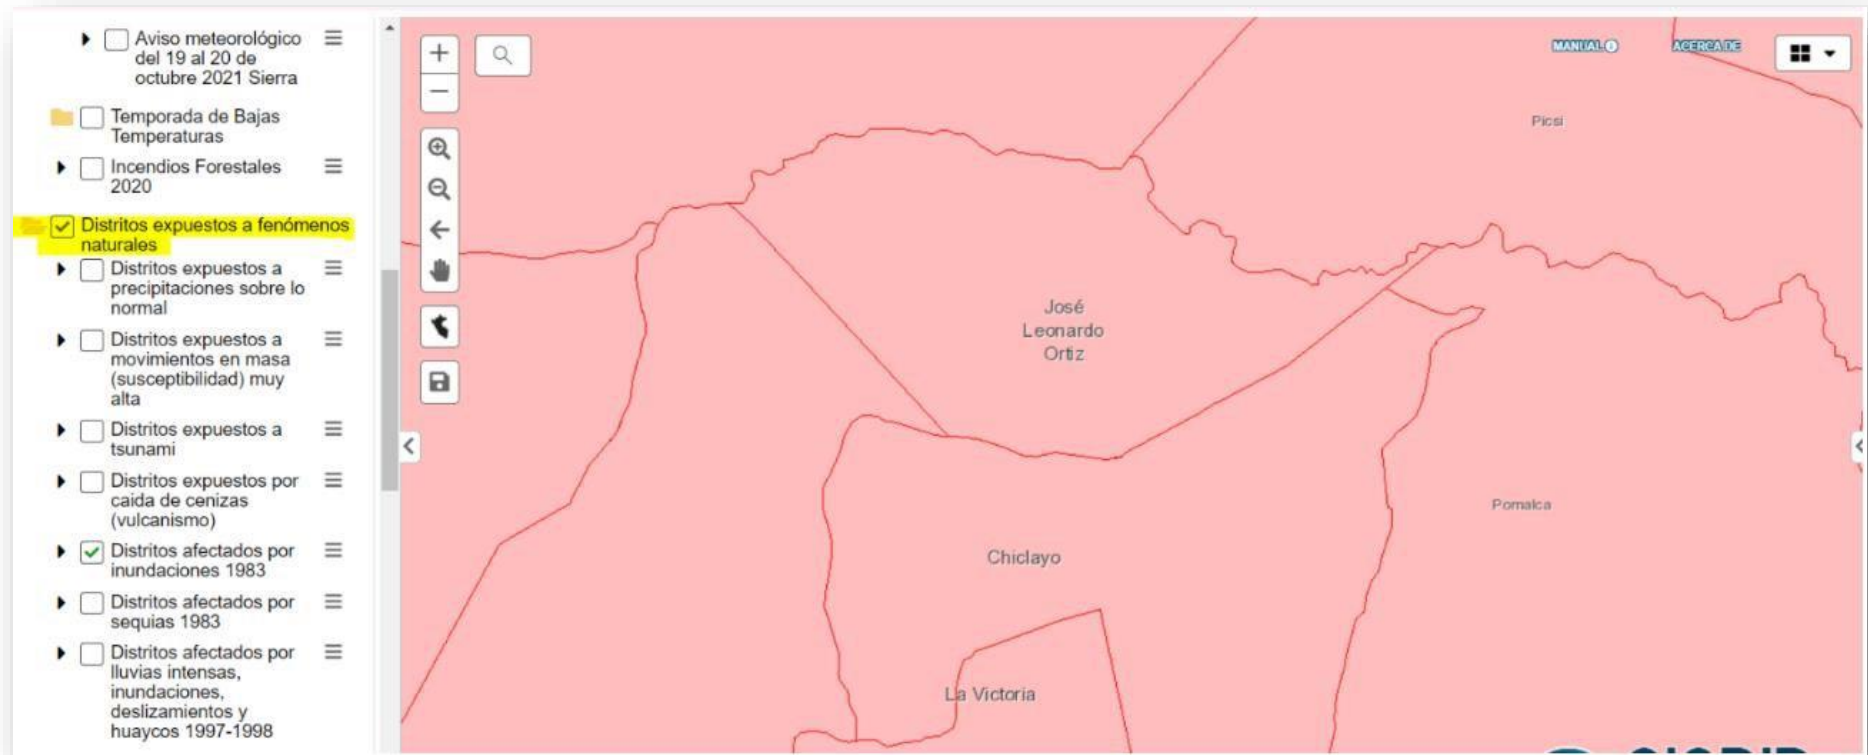 Aviso meteorológico
del 19 al 20 de
octubre 2021 Sierra
Temporada de Bajas
Temperaturas
Incendios Forestales
2020
Distritos expuestos a fenómenos
naturales
Distritos expuestos a
precipitaciones sobre lo
normal
Distritos expuestos a
movimientos en masa
(susceptibilidad) muy
alta
Distritos expuestos a
tsunami
Distritos expuestos por
caida de cenizas
(vulcanismo)
Distritos afectados por
inundaciones 1983
Distritos afectados por
sequias 1983
Distritos afectados por
lluvias intensas,
inundaciones,
deslizamientos y
huaycos 1997-1998
MANUAL
ACERCA DE
Picsi
José
Leonardo
Ortiz
Pomalca
Chiclayo
La Victoria